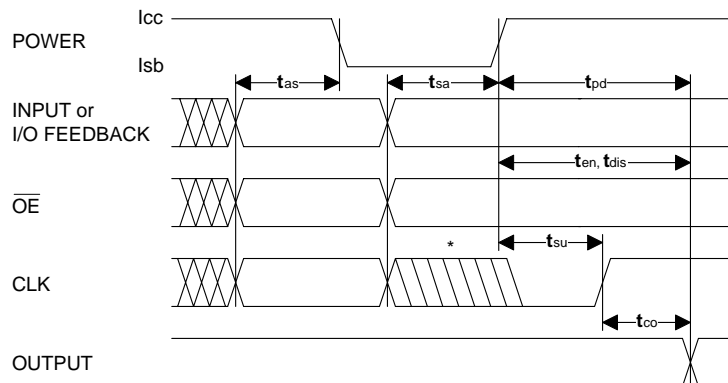 Icc
POWER
Isb
tas
tsa
tpd
INPUT or
I/O FEEDBACK
ten, tdis
OE
*
tsu
CLK
tco
OUTPUT